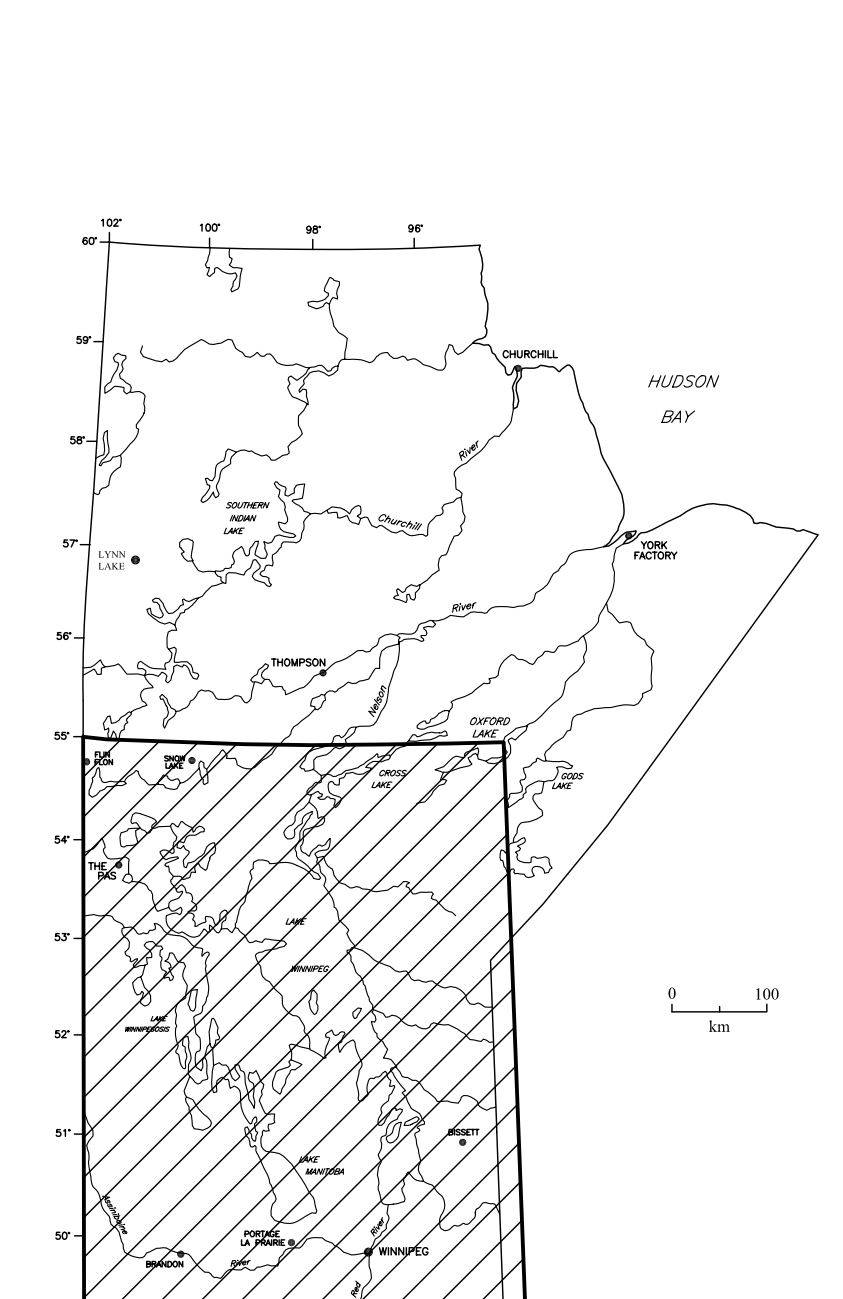 102°
100°
98°
96°
60°
59°
CHURCHILL
HUDSON
BAY
58°
River
SOUTHERN
INDIAN
LAKE
Churchill
57°
LYNN
LAKE
YORK
FACTORY
River
56°
THOMPSON
Nelson
OXFORD
LAKE
55°
FLIN
FLON
SNOW
LAKE
CROSS
LAKE
GODS
LAKE
54°
THE
PAS
LAKE
53°
WINNIPEG
0 100
km
LAKE
WINNIPEGOSIS
52°
51°
BISSETT
LAKE
MANITOBA
Assiniboine
50°
River
PORTAGE
LA PRAIRIE
WINNIPEG
BRANDON
River
Red